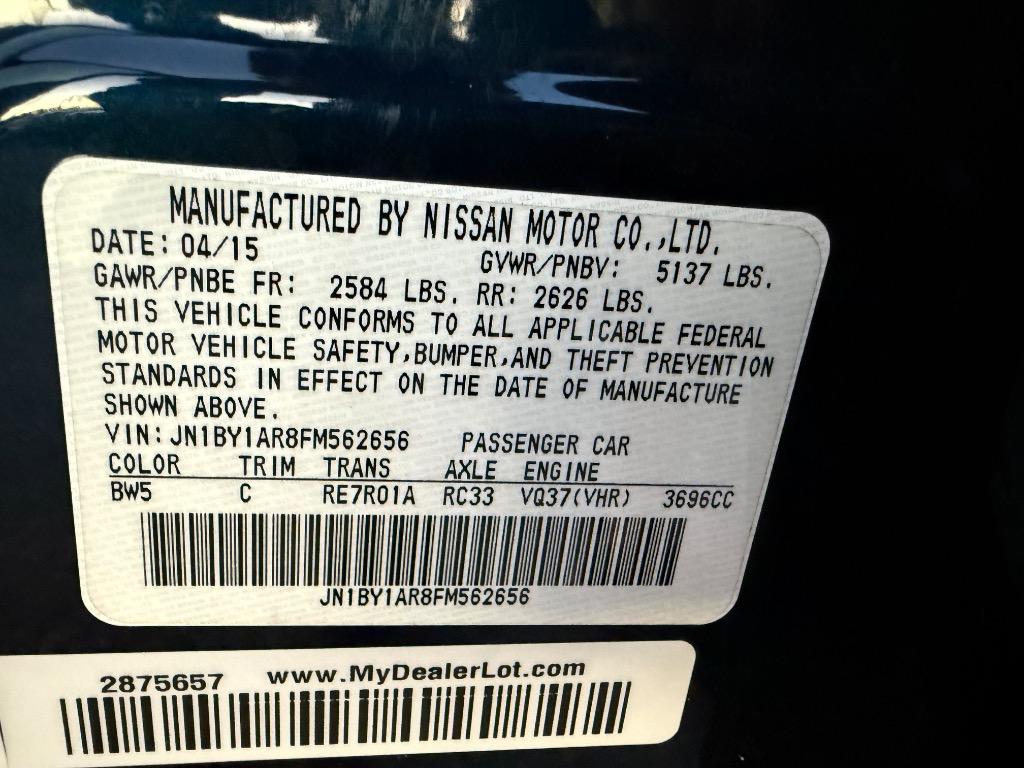 MANUFACTURED BY NISSAN MOTOR CO.,LTD.
DATE: 04/15 GVWR/PNBV: 5137 LBS.
GAWR/PNBE FR: 2584 LBS. RR: 2626 LBS.
THIS VEHICLE CONFORMS TO ALL APPLICABLE FEDERAL
MOTOR VEHICLE SAFETY,BUMPER,AND THEFT PREVENTION
STANDARDS IN EFFECT ON THE DATE OF MANUFACTURE
SHOWN ABOVE.
VIN:JN1BY1AR8FM562656 PASSENGER CAR
COLOR TRIM TRANS AXLE ENGINE
BW5 C RE7R01A RC33 VQ37(VHR) 3696CC
JN1BY1AR8FM562656
2875657 www.MyDealerLot.com